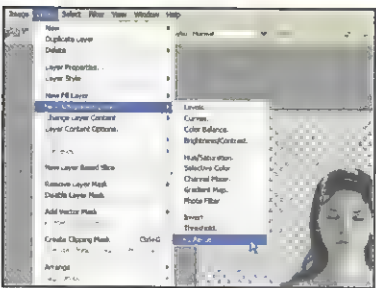 Image Select Filter View Window Help
Normal
New
Duplicate Layer
Delete
Layer Properties...
Layer Style
New Fill Layer
Change Layer Content
Layer Content Options...
New Layer Based Slice
Remove Layer Mask
Disable Layer Mask
Add Vector Mask
Create Clipping Mask Ctrl+G
Arrange
Levels...
Curves...
Color Balance...
Brightness/Contrast...
Hue/Saturation...
Selective Color...
Channel Mixer...
Gradient Map...
Photo Filter...
Invert
Threshold...